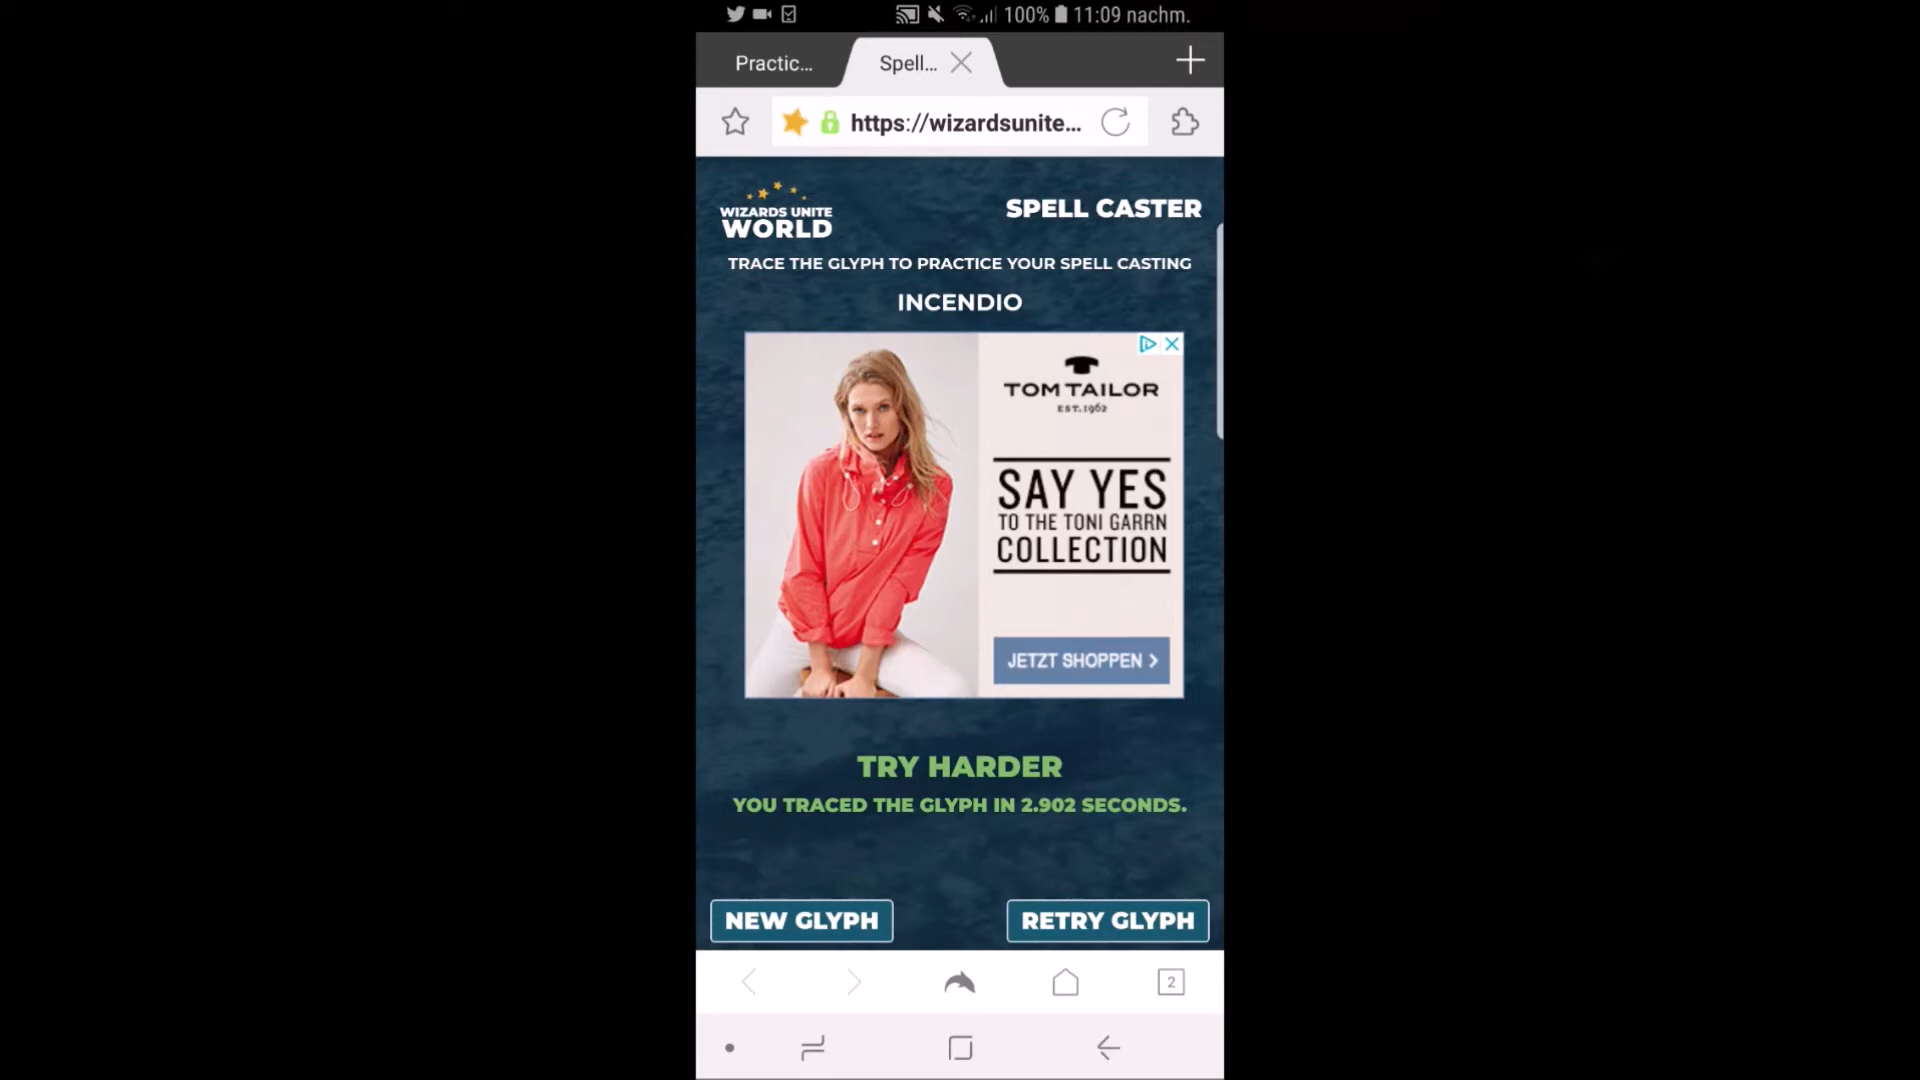 100% 11:09 nachm.
Practic...
Spell...
https://wizardsunite...
WIZARDS UNITE
WORLD
SPELL CASTER
TRACE THE GLYPH TO PRACTICE YOUR SPELL CASTING
INCENDIO
TOM TAILOR
EST. 1962
SAY YES
TO THE TONI GARRN
COLLECTION
JETZT SHOPPEN >
TRY HARDER
YOU TRACED THE GLYPH IN 2.902 SECONDS.
NEW GLYPH
RETRY GLYPH
2